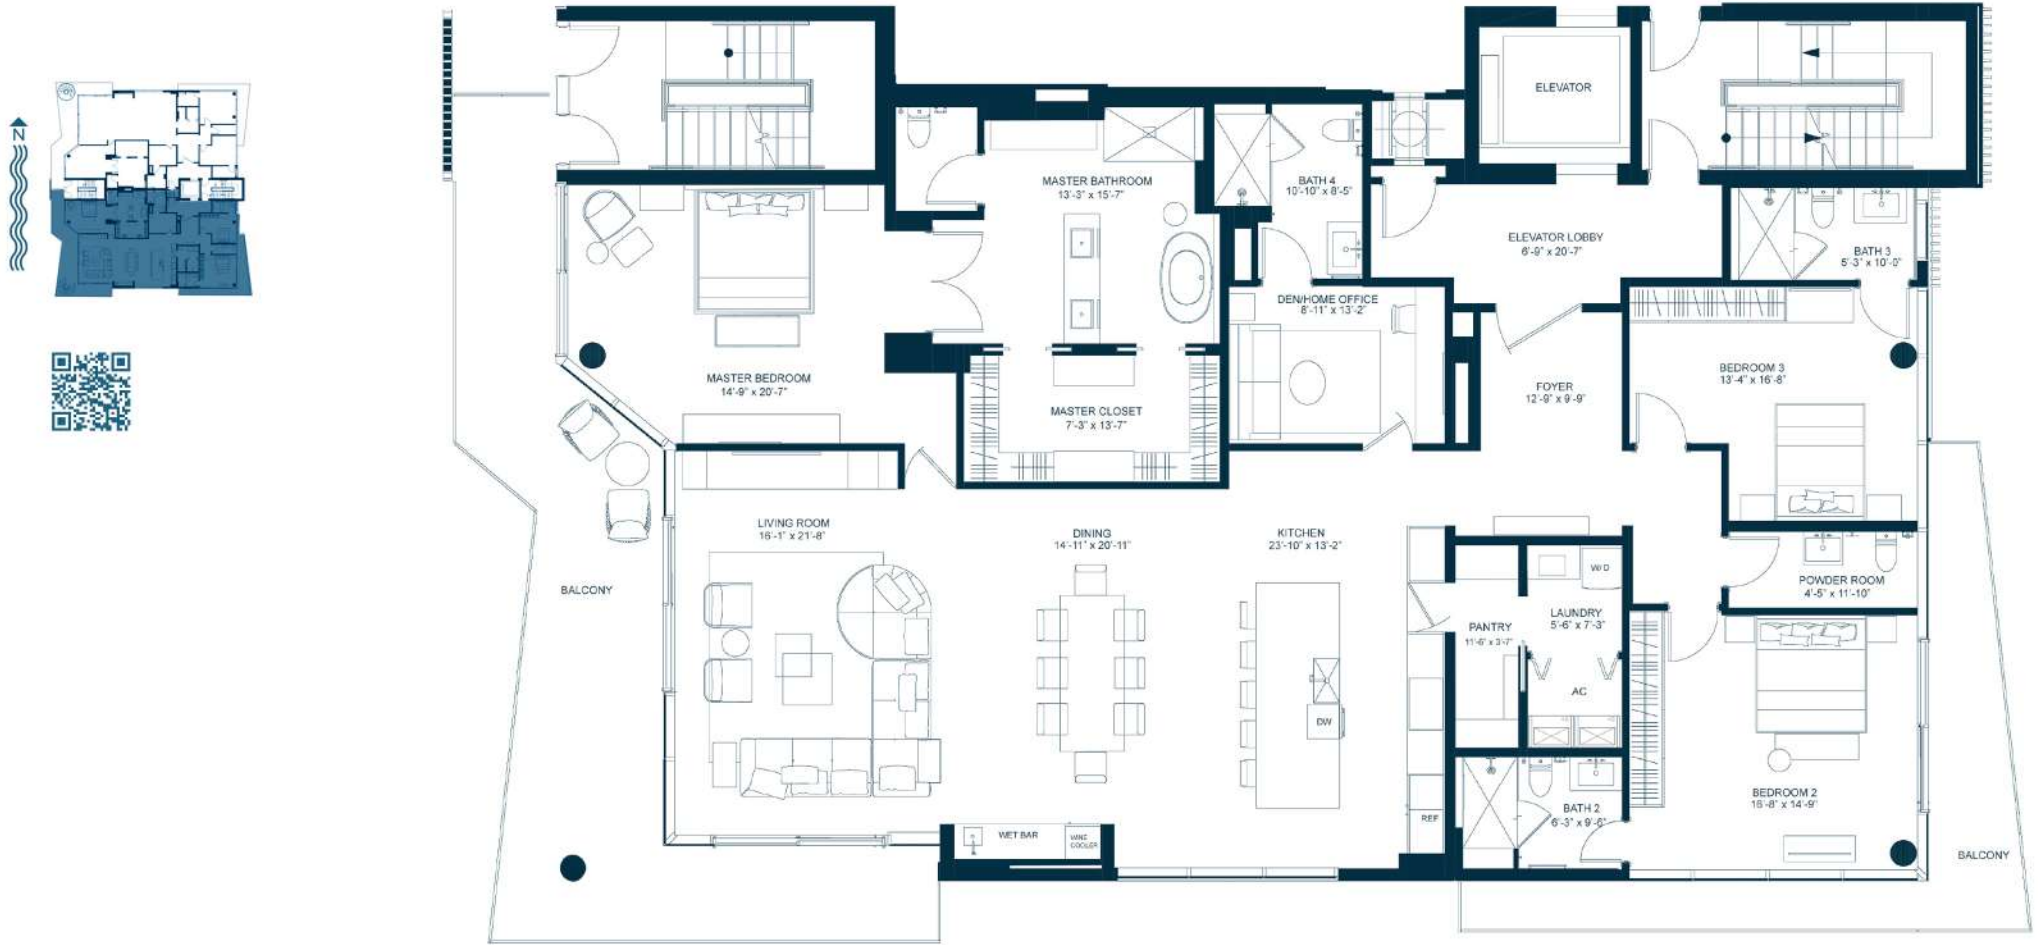 N
ELEVATOR
MASTER BATHROOM
13'-3" x 15'-7"
BATH 4
10'-10" x 8'-5"
ELEVATOR LOBBY
6'-9" x 20'-7"
BATH 3
5'-3" x 10'-0"
DEN/HOME OFFICE
8'-11" x 13'-2"
MASTER BEDROOM
14'-9" x 20'-7"
MASTER CLOSET
7'-3" x 13'-7"
FOYER
12'-9" x 9'-9"
BEDROOM 3
13'-4" x 16'-8"
LIVING ROOM
16'-1" x 21'-8"
DINING
14'-11" x 20'-11"
KITCHEN
23'-10" x 13'-2"
BALCONY
W/D
POWDER ROOM
4'-5" x 11'-10"
LAUNDRY
5'-6" x 7'-3"
PANTRY
11'-6" x 3'-7"
AC
DW
BEDROOM 2
16'-8" x 14'-9"
BATH 2
6'-3" x 9'-6"
REF
WET BAR
WINE
COOLER
BALCONY